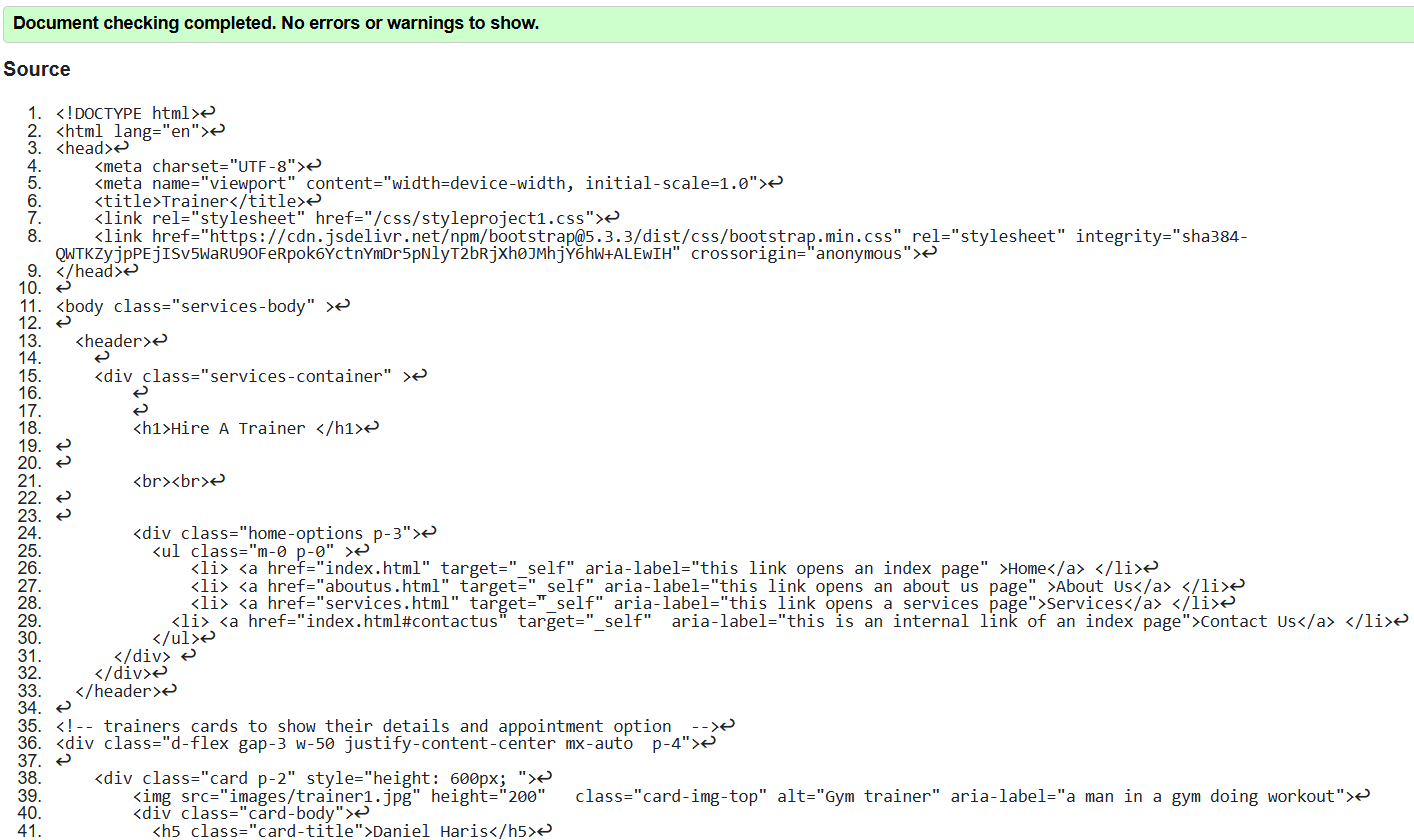 Document checking completed. No errors or warnings to show.
Source
1. <!DOCTYPE html>↩
2. <html lang="en">↩
3. <head>↩
4.     <meta charset="UTF-8">↩
5.     <meta name="viewport" content="width=device-width, initial-scale=1.0">↩
6.     <title>Trainer</title>↩
7.     <link rel="stylesheet" href="/css/styleproject1.css">↩
8.     <link href="https://cdn.jsdelivr.net/npm/bootstrap@5.3.3/dist/css/bootstrap.min.css" rel="stylesheet" integrity="sha384-
QWTKZyjpPEjISv5WaRU9OFeRpok6YctnYmDr5pNlyT2bRjXh0JMhjY6hW+ALEwIH" crossorigin="anonymous">↩
9. </head>↩
10. ↩
11. <body class="services-body" >↩
12. ↩
13.   <header>↩
14.     ↩
15.     <div class="services-container" >↩
16.         ↩
17.         ↩
18.         <h1>Hire A Trainer </h1>↩
19. ↩
20. ↩
21.         <br><br>↩
22. ↩
23. ↩
24.         <div class="home-options p-3">↩
25.           <ul class="m-0 p-0" >↩
26.               <li> <a href="index.html" target="_self" aria-label="this link opens an index page" >Home</a> </li>↩
27.               <li> <a href="aboutus.html" target="_self" aria-label="this link opens an about us page" >About Us</a> </li>↩
28.               <li> <a href="services.html" target="_self" aria-label="this link opens a services page">Services</a> </li>↩
29.             <li> <a href="index.html#contactus" target="_self"  aria-label="this is an internal link of an index page">Contact Us</a> </li>↩
30.           </ul>↩
31.       </div> ↩
32.     </div>↩
33.   </header>↩
34. ↩
35. <!-- trainers cards to show their details and appointment option  -->↩
36. <div class="d-flex gap-3 w-50 justify-content-center mx-auto  p-4">↩
37. ↩
38.     <div class="card p-2" style="height: 600px; ">↩
39.         <img src="images/trainer1.jpg" height="200"   class="card-img-top" alt="Gym trainer" aria-label="a man in a gym doing workout">↩
40.         <div class="card-body">↩
41.           <h5 class="card-title">Daniel Haris</h5>↩